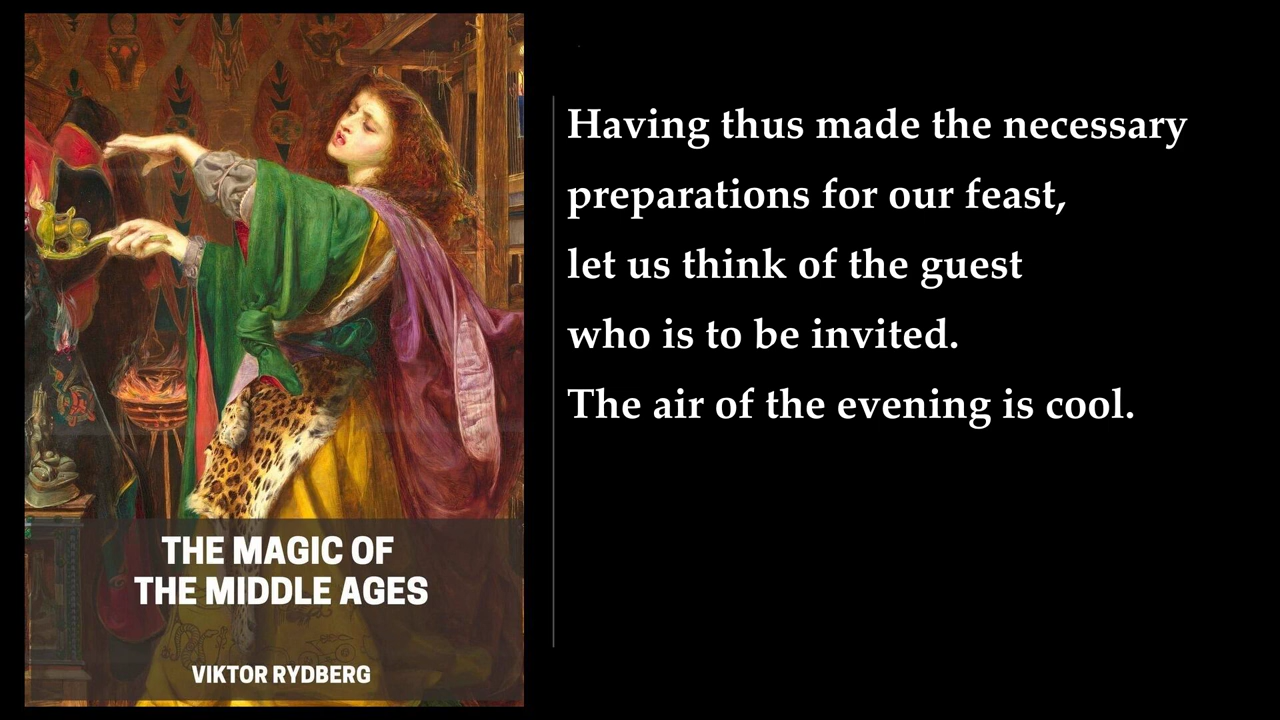 THE MAGIC OF
THE MIDDLE AGES
VIKTOR RYDBERG
Having thus made the necessary
preparations for our feast,
let us think of the guest
who is to be invited.
The air of the evening is cool.